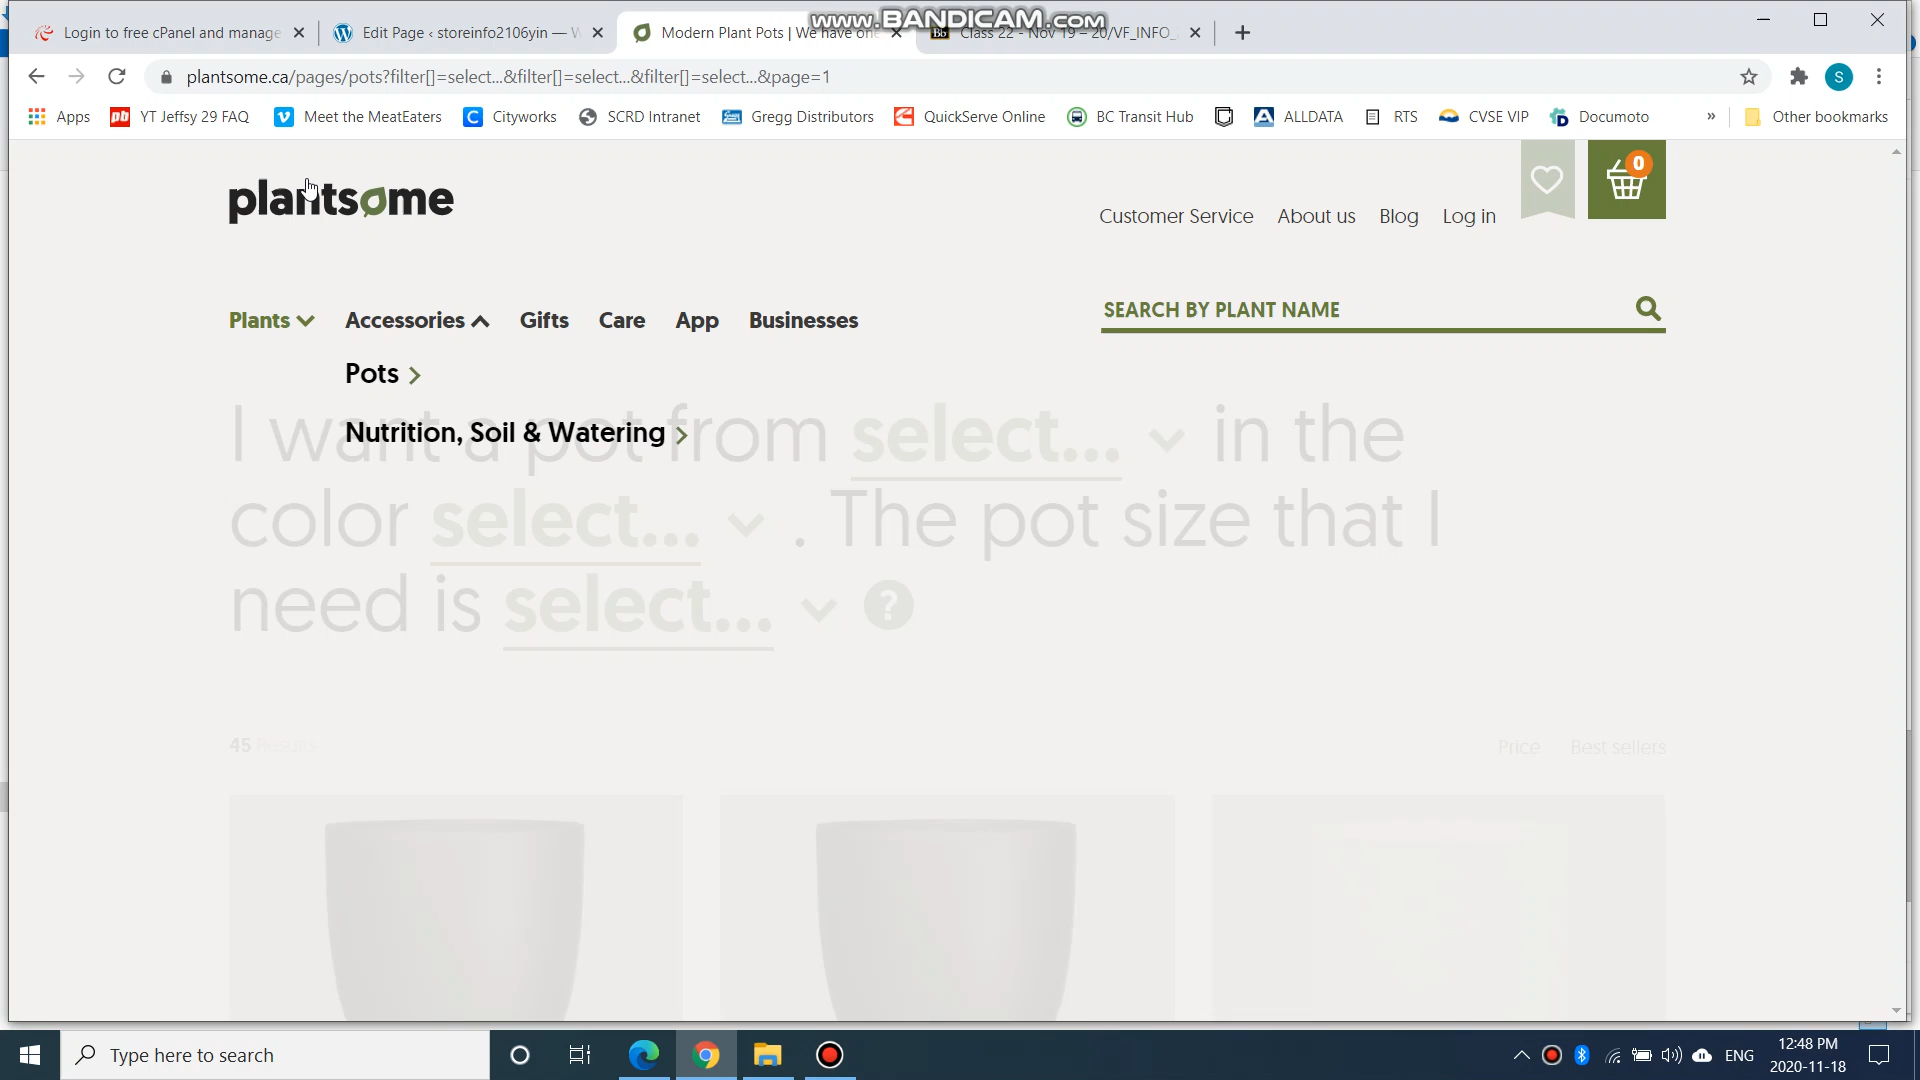 www.BANDICAM.com
Login to free cPanel and manage
Edit Page ‹ storeinfo2106yin — W
Modern Plant Pots | We have one
Bb
Class 22 - Nov 19 – 20/VF_INFO_
plantsome.ca/pages/pots?filter[]=select...&filter[]=select...&filter[]=select...&page=1
S
Apps
pb
YT Jeffsy 29 FAQ
Meet the MeatEaters
Cityworks
SCRD Intranet
Gregg Distributors
QuickServe Online
BC Transit Hub
ALLDATA
RTS
CVSE VIP
Documoto
»
Other bookmarks
plantsome
Customer Service
About us
Blog
Log in
0
Plants
Accessories
Gifts
Care
App
Businesses
SEARCH BY PLANT NAME
Pots
Nutrition, Soil & Watering
I want a pot from select... in the
color select... . The pot size that I
need is select... ?
45 Results
Price
Best sellers
Type here to search
ENG
12:48 PM
2020-11-18